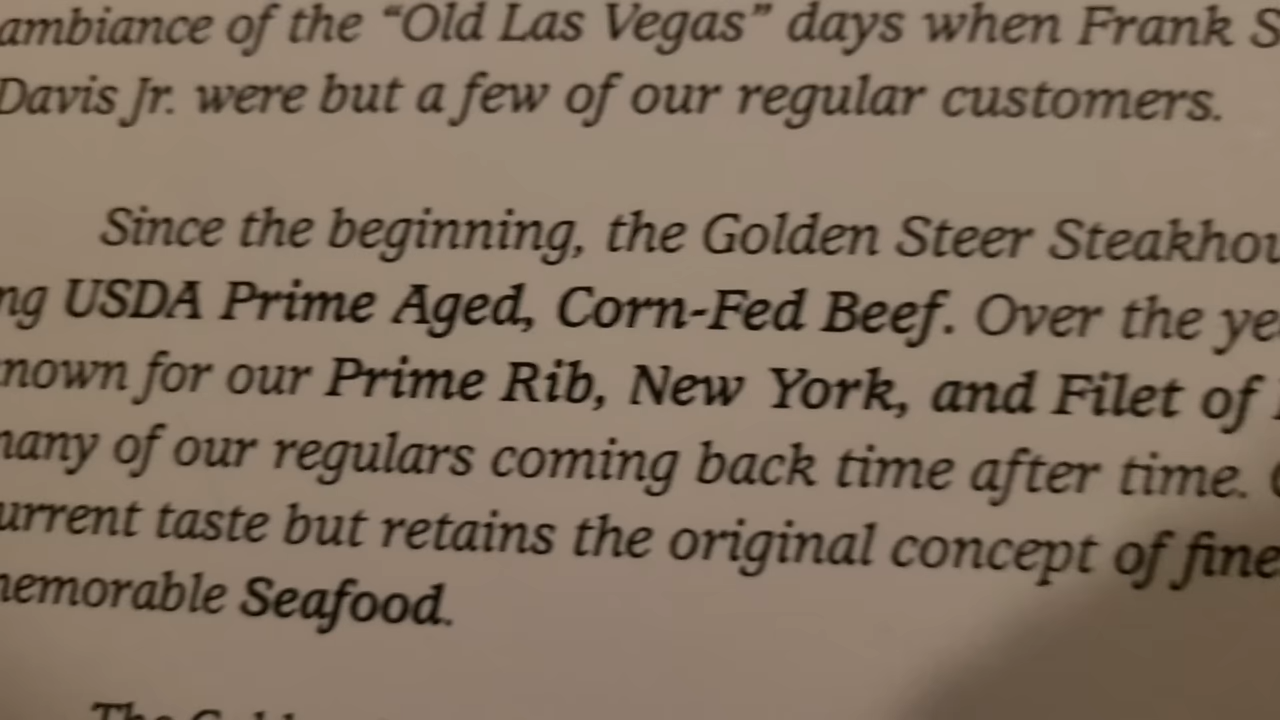 ambiance of the “Old Las Vegas” days when Frank S
Davis Jr. were but a few of our regular customers.
Since the beginning, the Golden Steer Steakhou
ng USDA Prime Aged, Corn-Fed Beef. Over the ye
nown for our Prime Rib, New York, and Filet of
many of our regulars coming back time after time.
urrent taste but retains the original concept of fine
memorable Seafood.
The Gold